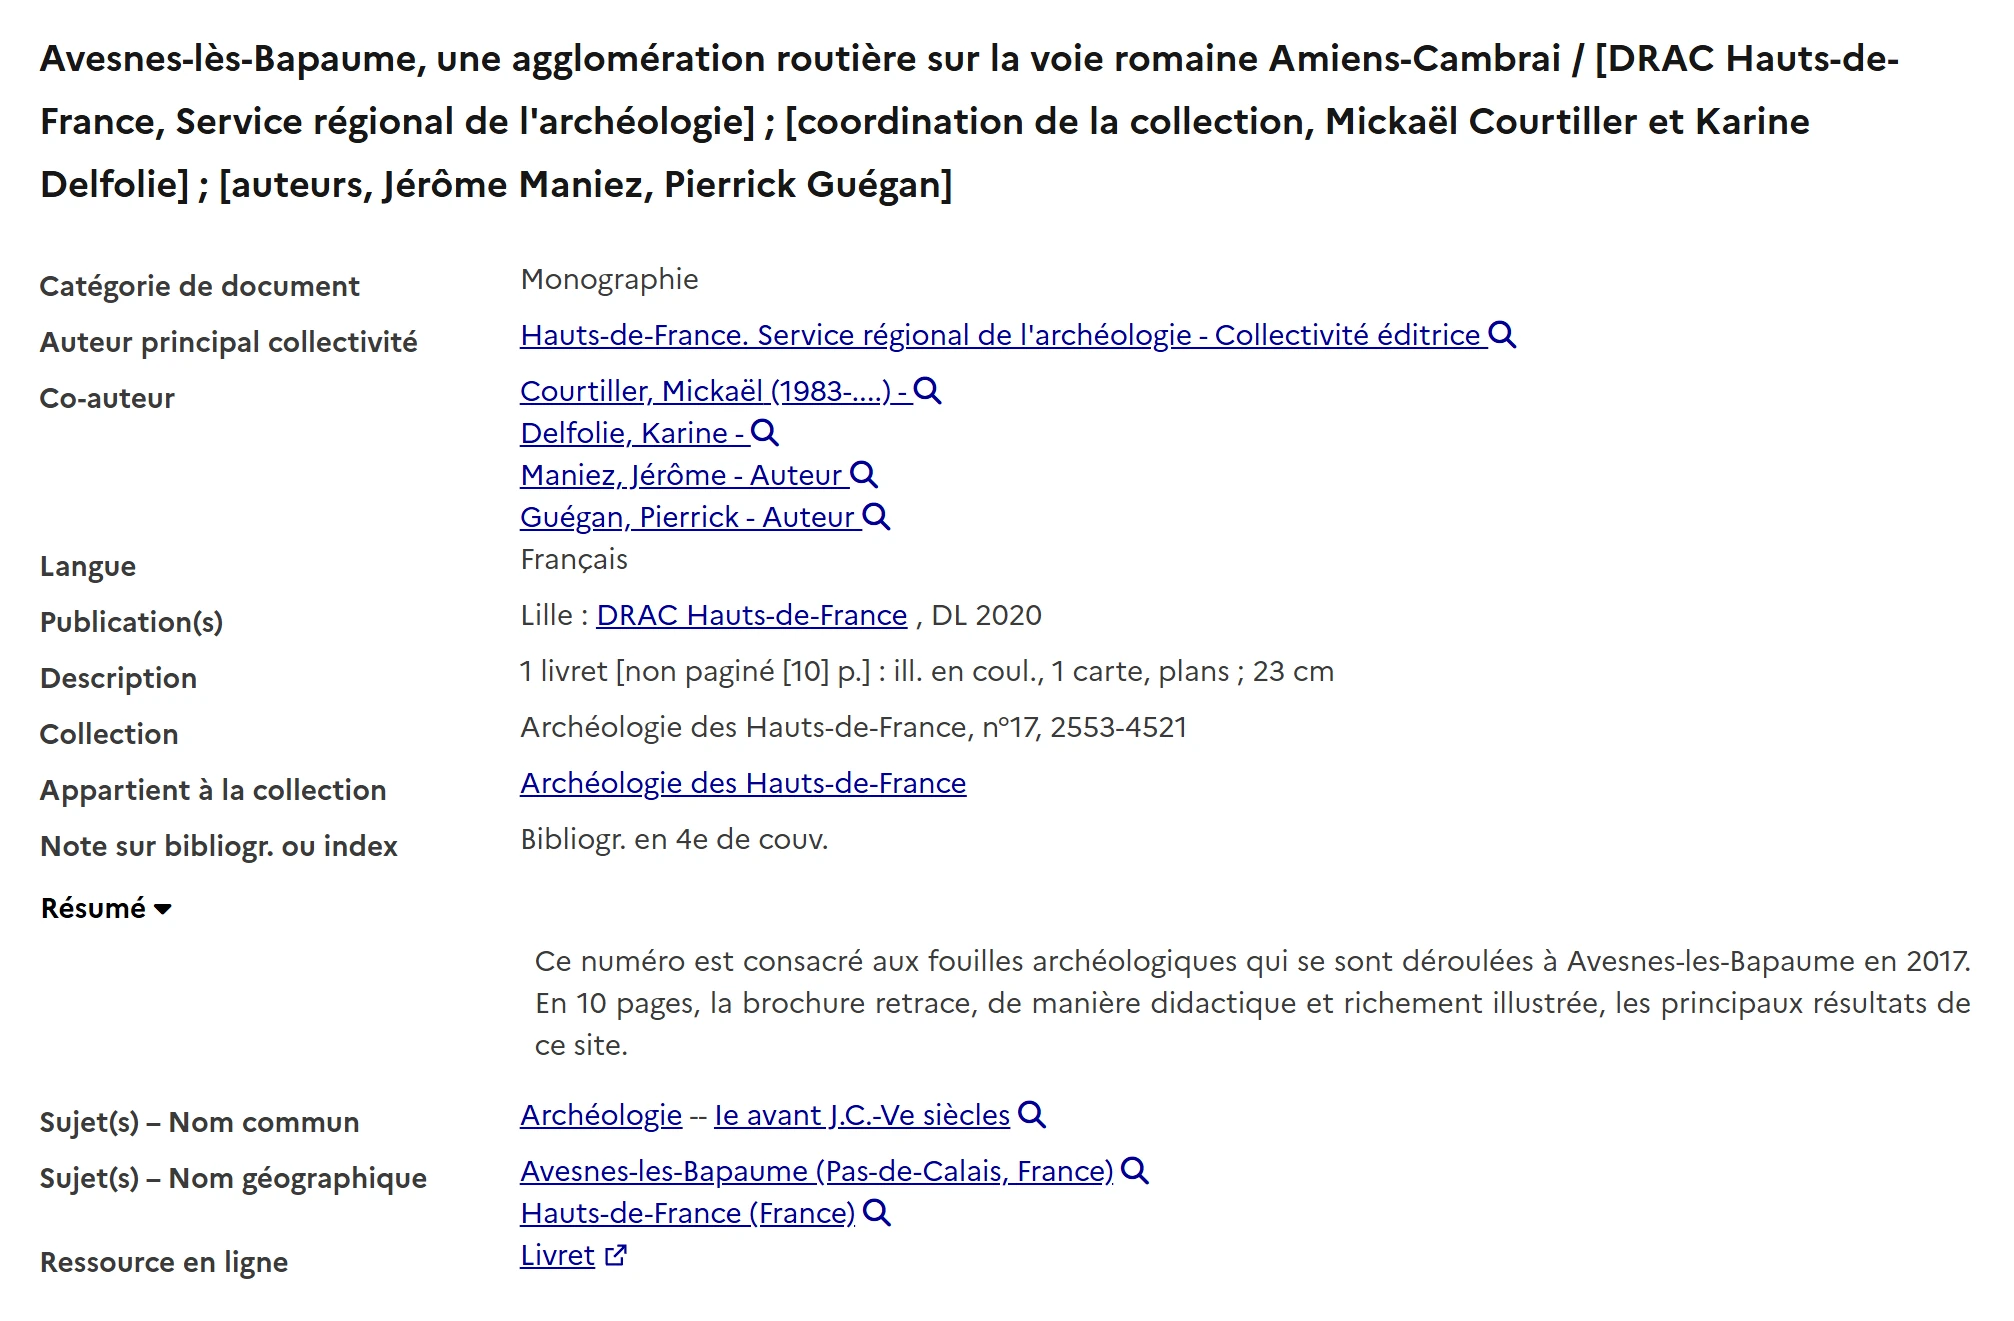 Avesnes-lès-Bapaume, une agglomération routière sur la voie romaine Amiens-Cambrai / [DRAC Hauts-de-
France, Service régional de l'archéologie] ; [coordination de la collection, Mickaël Courtiller et Karine
Delfolie] ; [auteurs, Jérôme Maniez, Pierrick Guégan]
Catégorie de document Monographie
Auteur principal collectivité Hauts-de-France. Service régional de l'archéologie - Collectivité éditrice
Co-auteur Courtiller, Mickaël (1983-....) -
Delfolie, Karine -
Maniez, Jérôme - Auteur
Guégan, Pierrick - Auteur
Langue Français
Publication(s) Lille : DRAC Hauts-de-France , DL 2020
Description 1 livret [non paginé [10] p.] : ill. en coul., 1 carte, plans ; 23 cm
Collection Archéologie des Hauts-de-France, n°17, 2553-4521
Appartient à la collection Archéologie des Hauts-de-France
Note sur bibliogr. ou index Bibliogr. en 4e de couv.
Résumé
Ce numéro est consacré aux fouilles archéologiques qui se sont déroulées à Avesnes-les-Bapaume en 2017.
En 10 pages, la brochure retrace, de manière didactique et richement illustrée, les principaux résultats de
ce site.
Sujet(s) – Nom commun Archéologie -- Ie avant J.C.-Ve siècles
Sujet(s) – Nom géographique Avesnes-les-Bapaume (Pas-de-Calais, France)
Hauts-de-France (France)
Ressource en ligne Livret